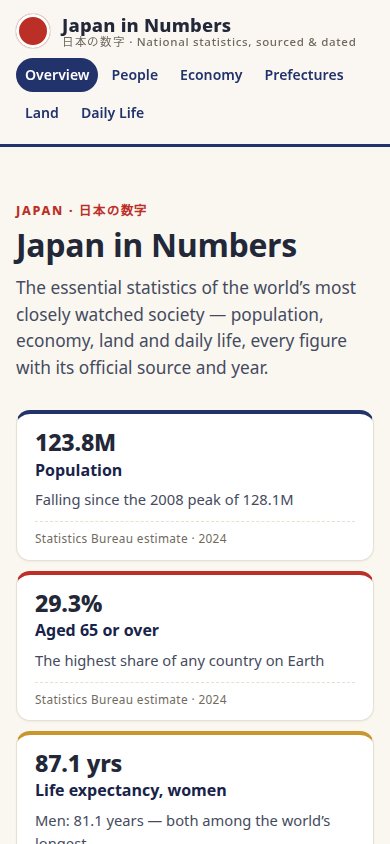 Japan in Numbers
日本の数字 · National statistics, sourced & dated
Overview People Economy Prefectures
Land Daily Life
JAPAN · 日本の数字
Japan in Numbers
The essential statistics of the world’s most
closely watched society — population,
economy, land and daily life, every figure
with its official source and year.
123.8M
Population
Falling since the 2008 peak of 128.1M
Statistics Bureau estimate · 2024
29.3%
Aged 65 or over
The highest share of any country on Earth
Statistics Bureau estimate · 2024
87.1 yrs
Life expectancy, women
Men: 81.1 years — both among the world’s
longest